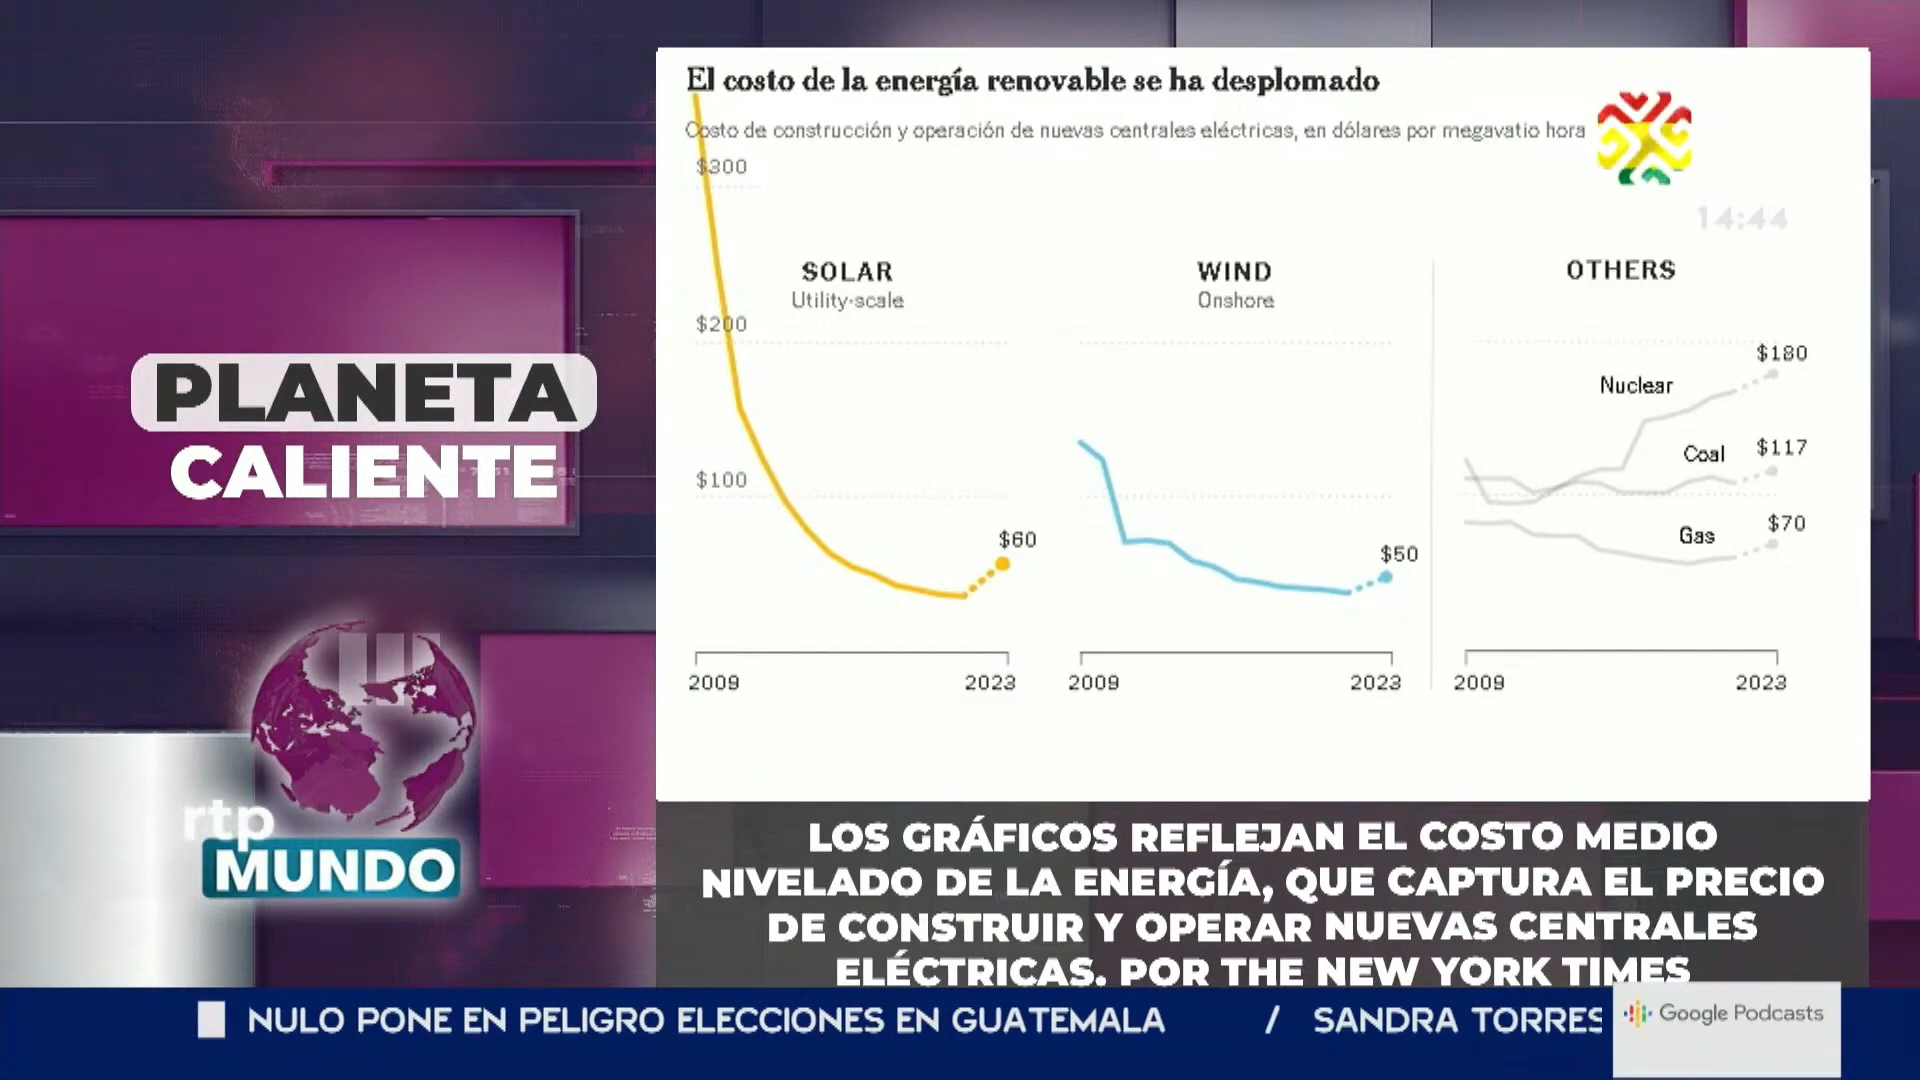 El costo de la energía renovable se ha desplomado
Costo de construcción y operación de nuevas centrales eléctricas, en dólares por megavatio hora
14:44
$300
$200
$100
SOLAR
Utility-scale
$60
2009
2023
WIND
Onshore
$50
2009
2023
OTHERS
Nuclear
$180
Coal
$117
Gas
$70
2009
2023
PLANETA
CALIENTE
rtp
MUNDO
LOS GRÁFICOS REFLEJAN EL COSTO MEDIO
NIVELADO DE LA ENERGÍA, QUE CAPTURA EL PRECIO
DE CONSTRUIR Y OPERAR NUEVAS CENTRALES
ELÉCTRICAS. POR THE NEW YORK TIMES
NULO PONE EN PELIGRO ELECCIONES EN GUATEMALA / SANDRA TORRES
Google Podcasts